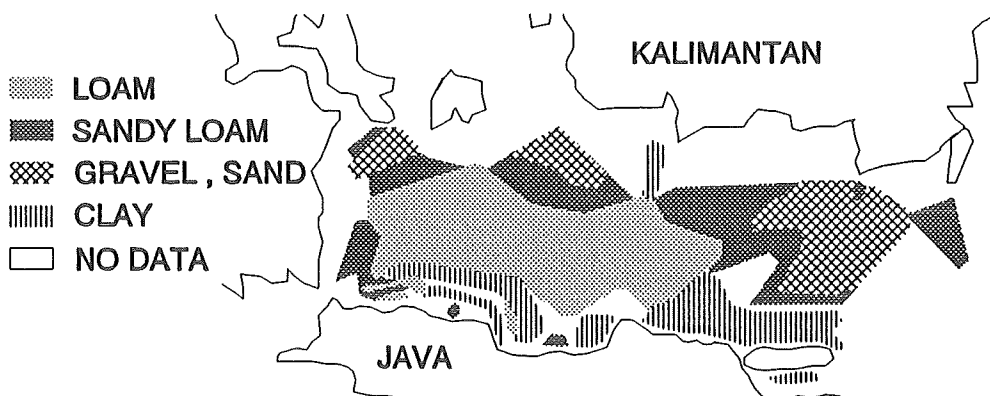 KALIMANTAN
LOAM
SANDY LOAM
GRAVEL , SAND
CLAY
NO DATA
JAVA